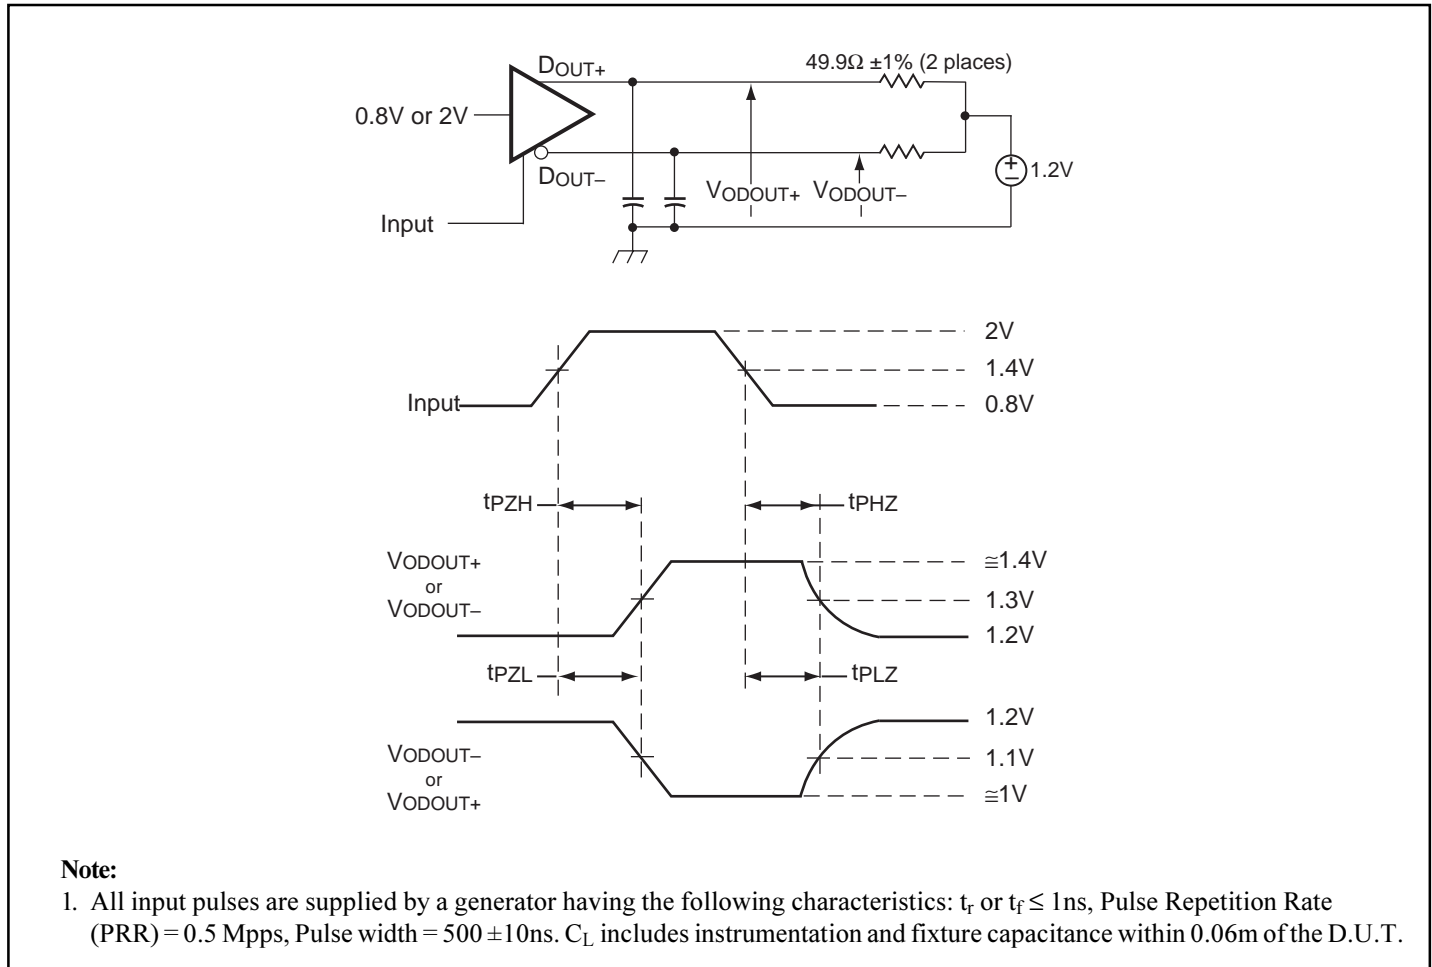 DOUT+
49.9Ω ±1% (2 places)
0.8V or 2V
1.2V
DOUT–
VODOUT+
VODOUT–
Input
2V
1.4V
Input
0.8V
tPZH
tPHZ
VODOUT+
or
VODOUT–
≅1.4V
1.3V
1.2V
tPZL
tPLZ
1.2V
VODOUT–
or
VODOUT+
1.1V
≅1V
Note:
1. All input pulses are supplied by a generator having the following characteristics: tr or tf ≤ 1ns, Pulse Repetition Rate
(PRR) = 0.5 Mpps, Pulse width = 500 ±10ns. CL includes instrumentation and fixture capacitance within 0.06m of the D.U.T.